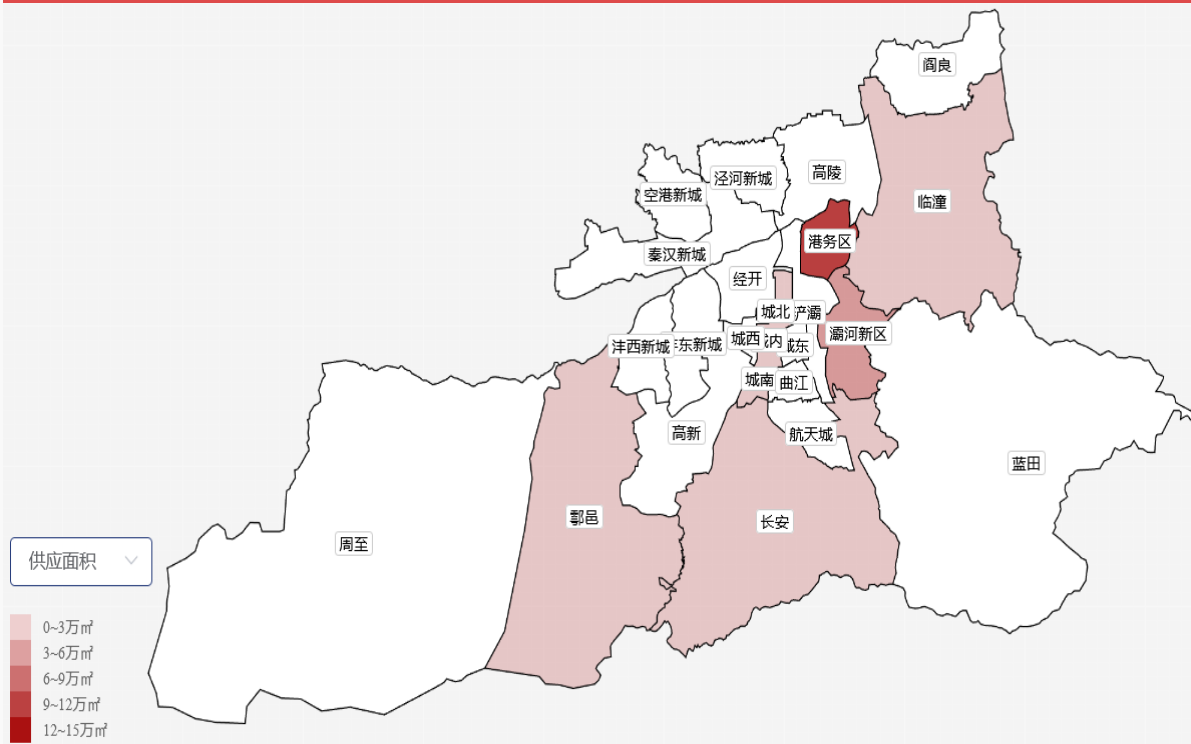 阎良
高陵
泾河新城
空港新城
临潼
港务区
秦汉新城
经开
城北
浐灞
灞河新区
城西
城内
城东
沣东新城
沣西新城
城南
曲江
高新
航天城
蓝田
鄠邑
长安
周至
供应面积
0~3万㎡
3~6万㎡
6~9万㎡
9~12万㎡
12~15万㎡